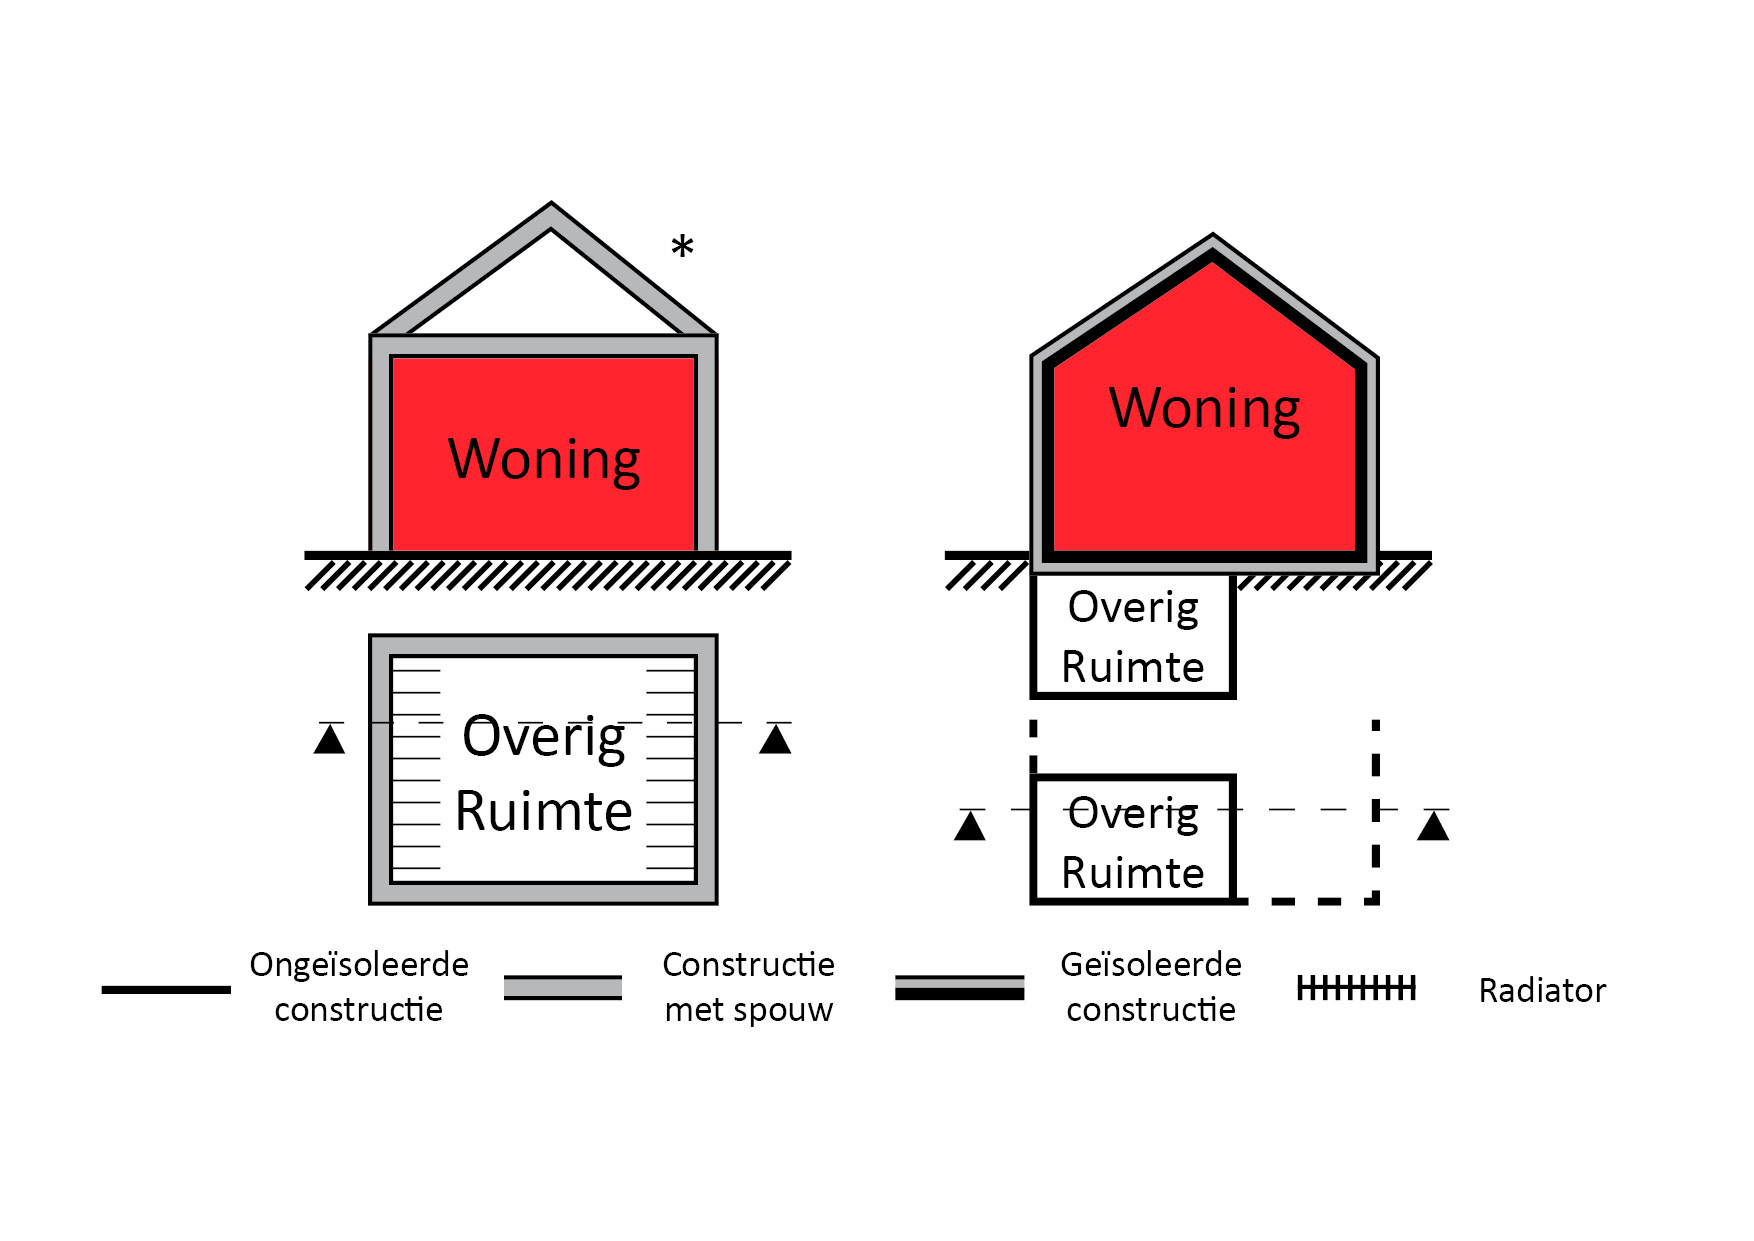 *
Woning
Overig
Ruimte
Woning
Overig
Ruimte
Overig
Ruimte
Ongeïsoleerde
constructie
Constructie
met spouw
Geïsoleerde
constructie
Radiator